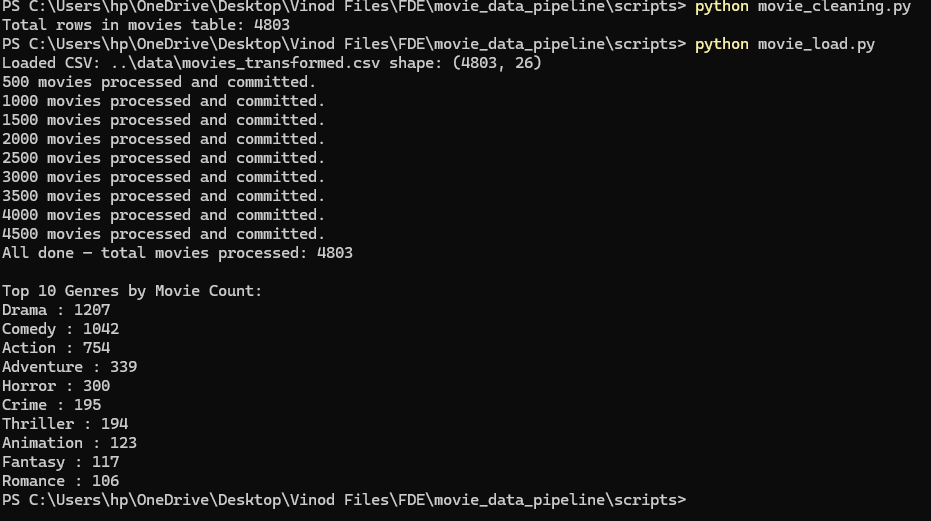 PS C:\Users\hp\OneDrive\Desktop\Vinod Files\FDE\movie_data_pipeline\scripts> python movie_cleaning.py
Total rows in movies table: 4803
PS C:\Users\hp\OneDrive\Desktop\Vinod Files\FDE\movie_data_pipeline\scripts> python movie_load.py
Loaded CSV: ..\data\movies_transformed.csv shape: (4803, 26)
500 movies processed and committed.
1000 movies processed and committed.
1500 movies processed and committed.
2000 movies processed and committed.
2500 movies processed and committed.
3000 movies processed and committed.
3500 movies processed and committed.
4000 movies processed and committed.
4500 movies processed and committed.
All done — total movies processed: 4803
Top 10 Genres by Movie Count:
Drama : 1207
Comedy : 1042
Action : 754
Adventure : 339
Horror : 300
Crime : 195
Thriller : 194
Animation : 123
Fantasy : 117
Romance : 106
PS C:\Users\hp\OneDrive\Desktop\Vinod Files\FDE\movie_data_pipeline\scripts>